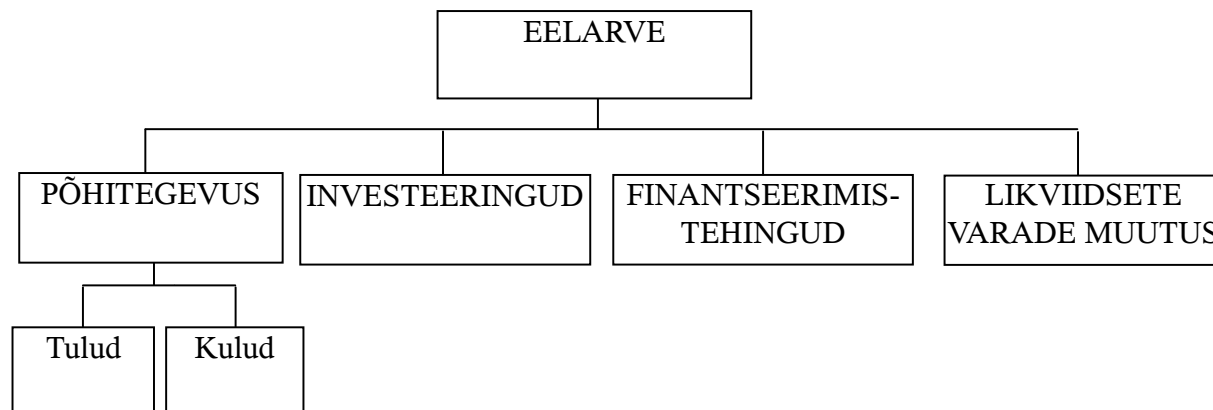 EELARVE
PÕHITEGEVUS
INVESTEERINGUD
FINANTSEERIMIS-
TEHINGUD
LIKVIIDSETE
VARADE MUUTUS
Tulud
Kulud